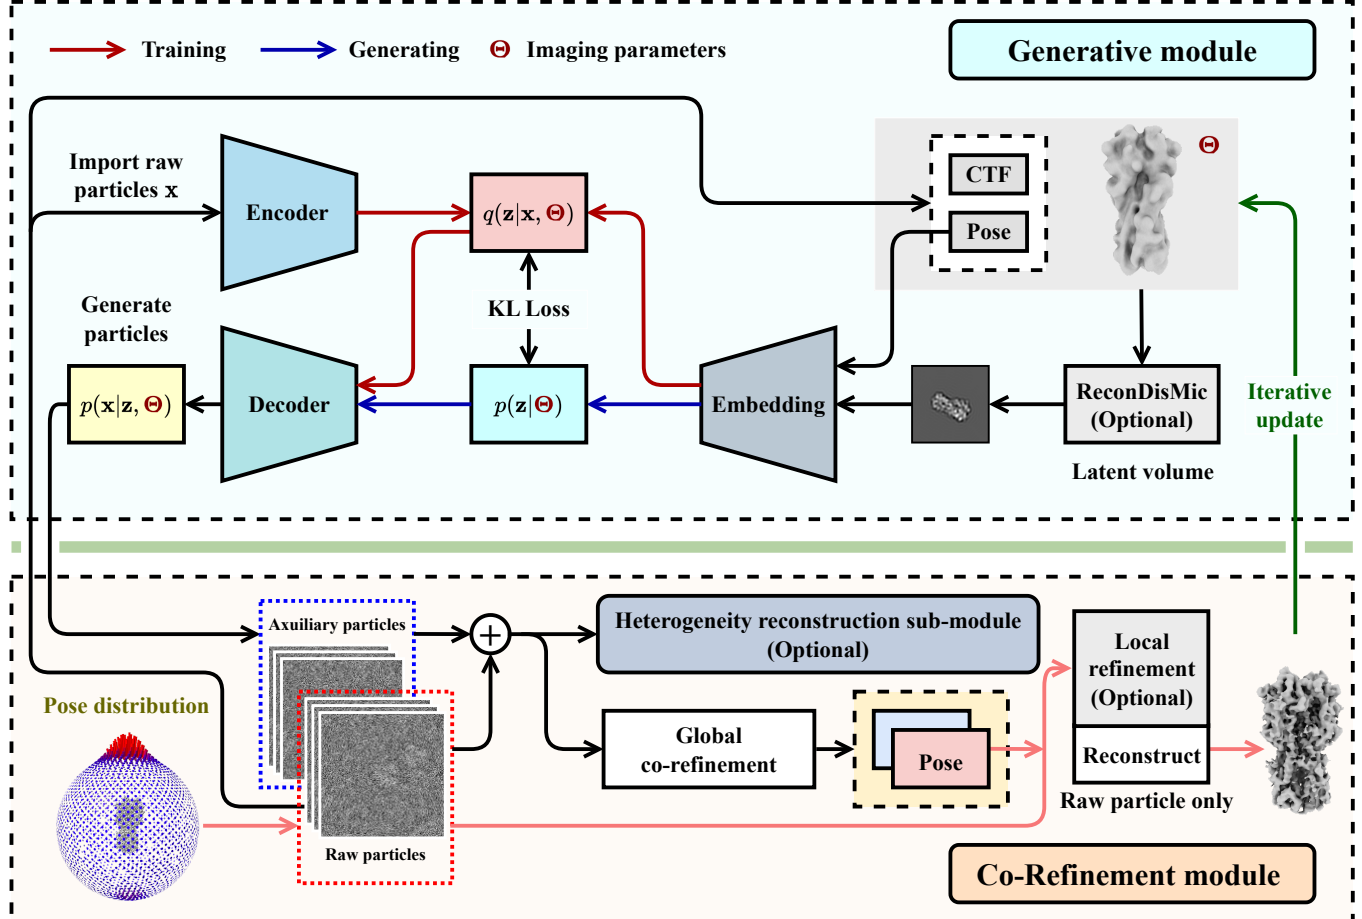 Training
Generating
Θ Imaging parameters
Generative module
Import raw
particles x
Encoder
q(z|x, Θ)
CTF
Pose
Θ
KL Loss
Generate
particles
p(x|z, Θ)
Decoder
p(z|Θ)
Embedding
ReconDisMic
(Optional)
Latent volume
Iterative
update
Auxiliary particles
+
Heterogeneity reconstruction sub-module
(Optional)
Local
refinement
(Optional)
Reconstruct
Raw particle only
Pose distribution
Global
co-refinement
Pose
Raw particles
Co-Refinement module